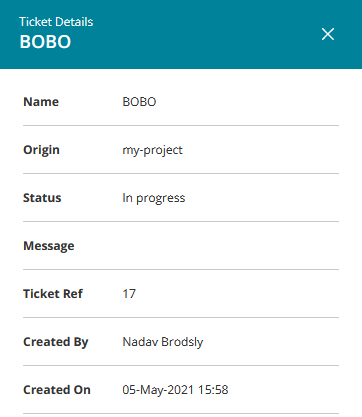 Ticket Details
BOBO
Name BOBO
Origin my-project
Status In progress
Message
Ticket Ref 17
Created By Nadav Brodsly
Created On 05-May-2021 15:58